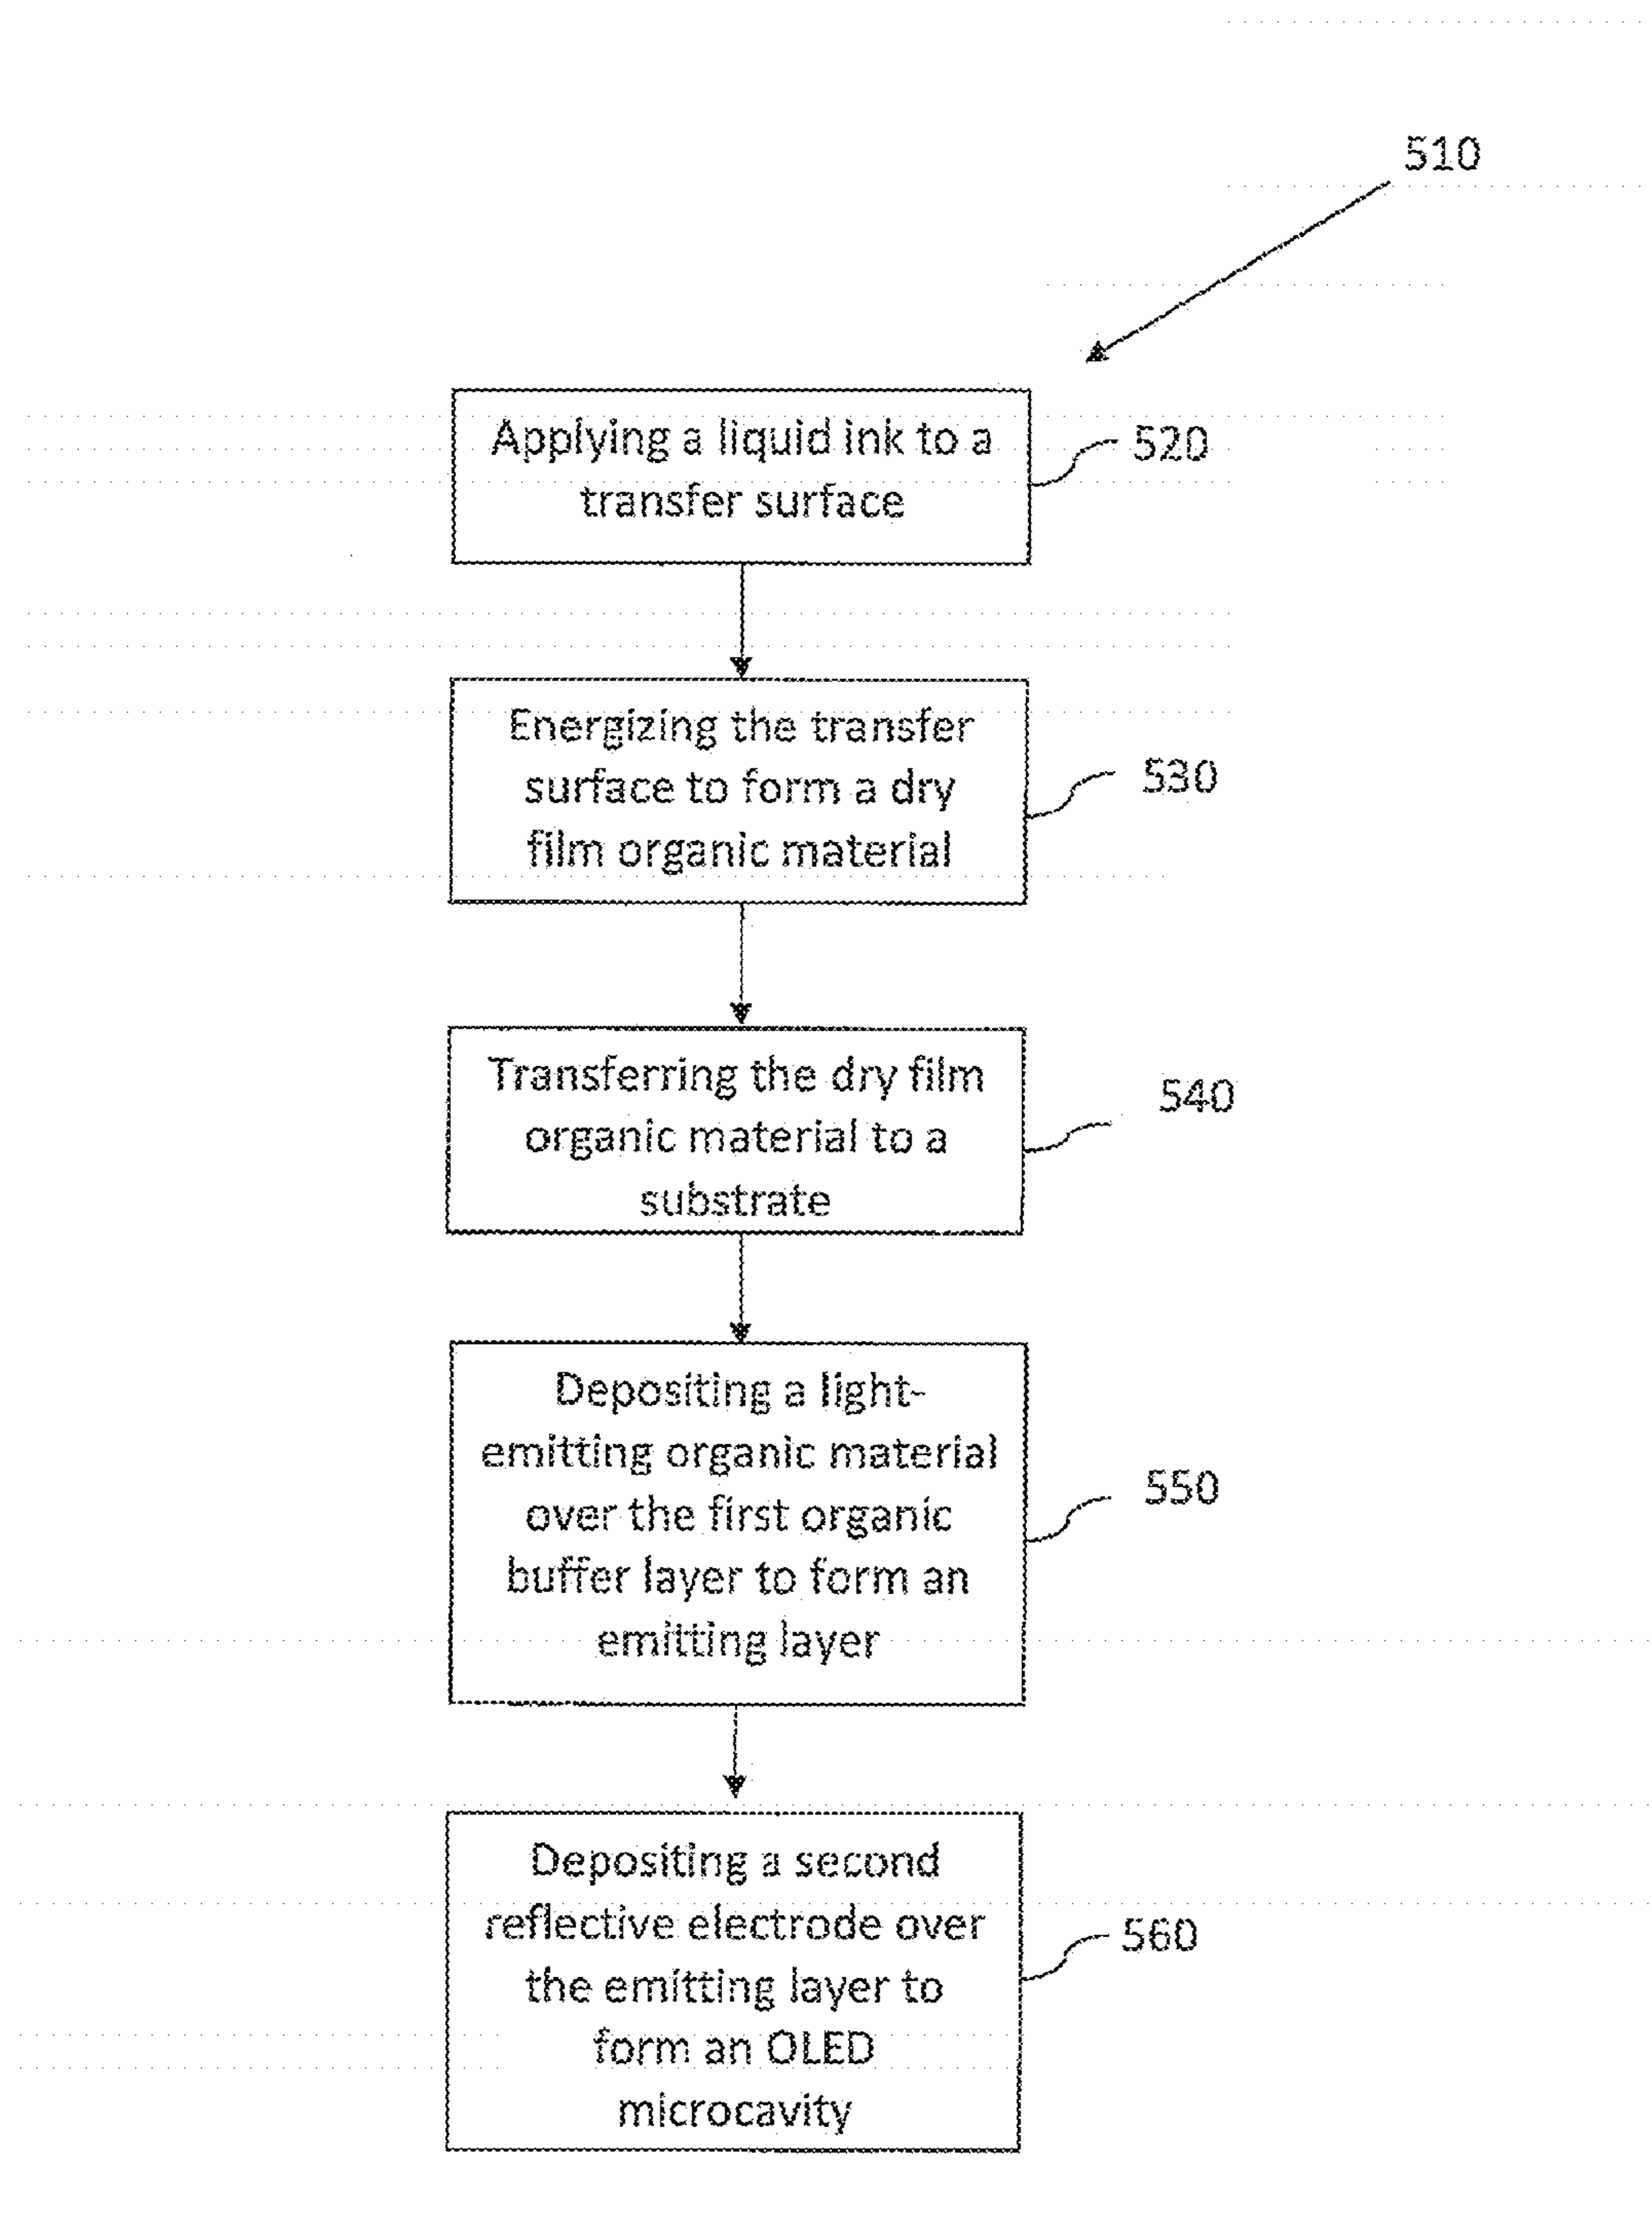 510
Applying a liquid ink to a
transfer surface
520
Energizing the transfer
surface to form a dry
film organic material
530
Transferring the dry film
organic material to a
substrate
540
Depositing a light-
emitting organic material
over the first organic
buffer layer to form an
emitting layer
550
Depositing a second
reflective electrode over
the emitting layer to
form an OLED
microcavity
560